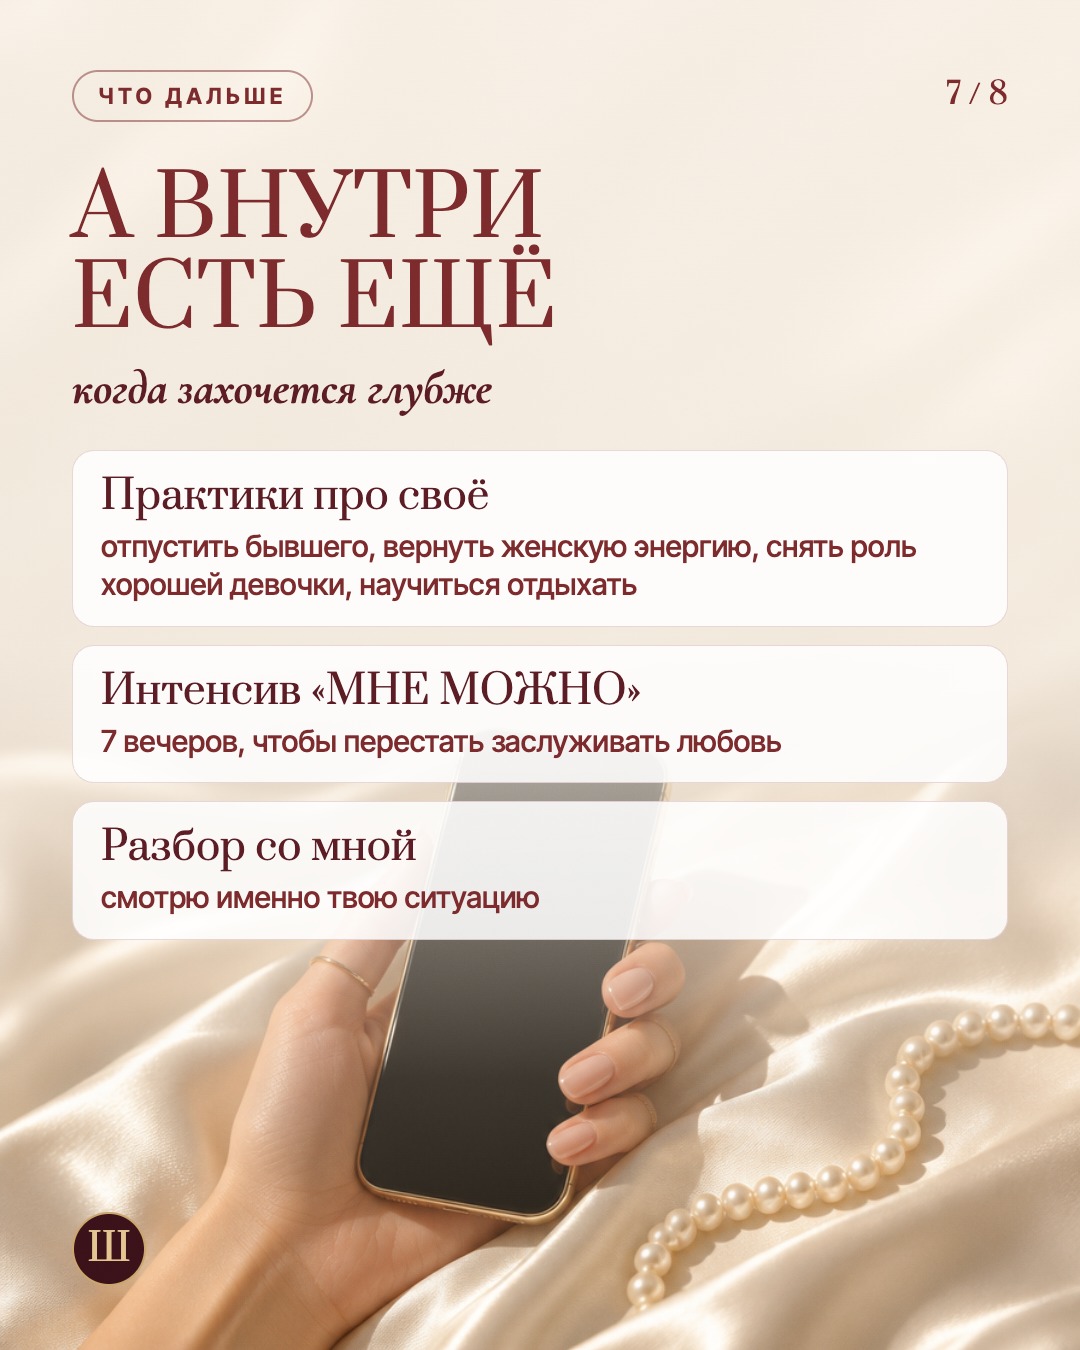 ЧТО ДАЛЬШЕ
7 / 8
А ВНУТРИ
ЕСТЬ ЕЩЁ
когда захочется глубже
Практики про своё
отпустить бывшего, вернуть женскую энергию, снять роль
хорошей девочки, научиться отдыхать
Интенсив «МНЕ МОЖНО»
7 вечеров, чтобы перестать заслуживать любовь
Разбор со мной
смотрю именно твою ситуацию
Ш